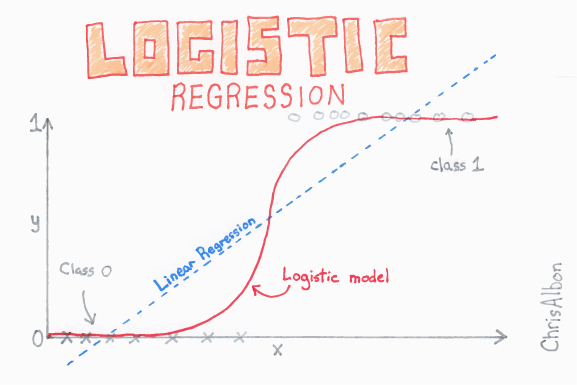 LOGISTIC
REGRESSION
1
class 1
y
Linear Regression
Class 0
Logistic model
0
x
ChrisAlbon